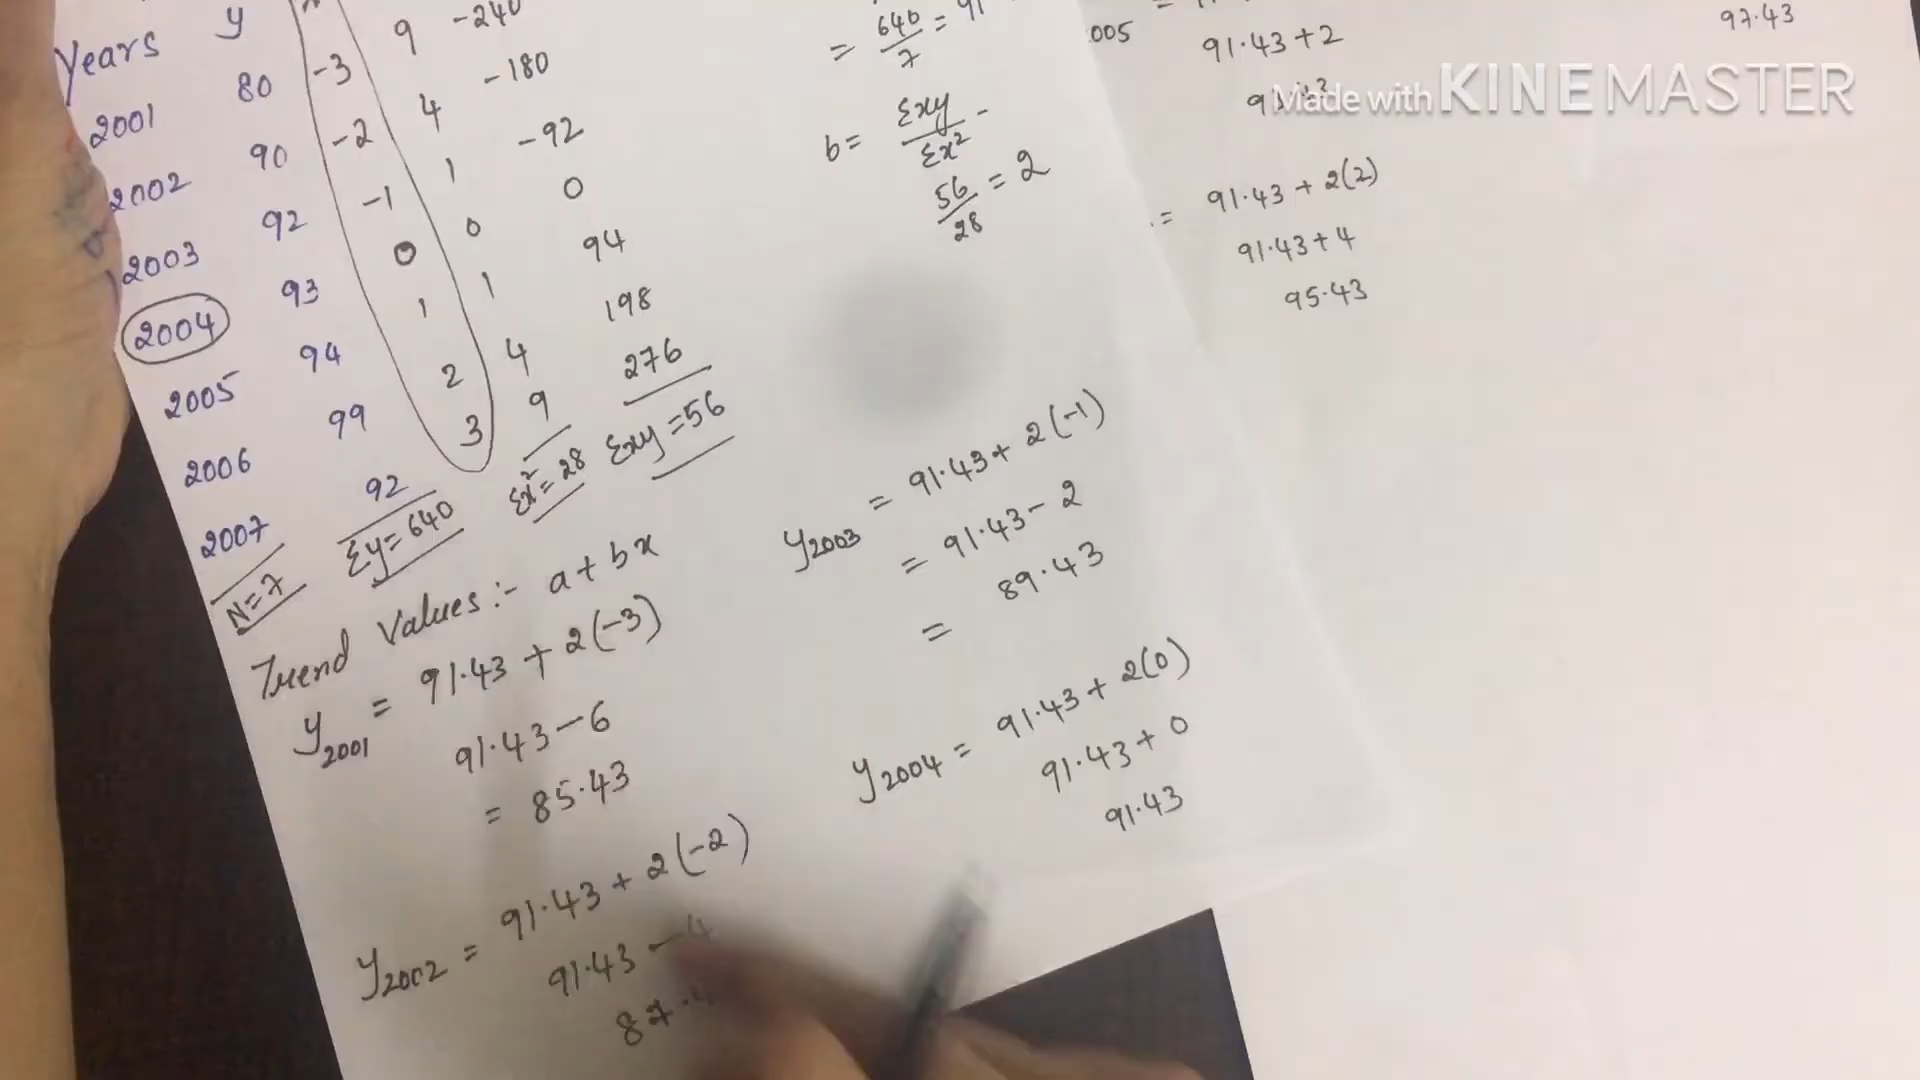 Years y
2001 80 -3 9 -240
2002 90 -2 4 -180
2003 92 -1 1 -92
2004 93 0 0 0
2005 94 1 1 94
2006 99 2 4 198
2007 92 3 9 276
N=7 Σy=640 Σx²=28 Σxy=56
= 640/7 = 91
b= Σxy/Σx²
56/28 = 2
Trend Values:- a+bx
y2001 = 91.43 + 2(-3)
91.43-6
= 85.43
y2002 = 91.43 + 2(-2)
91.43-4
y2003 = 91.43+ 2(-1)
= 91.43-2
= 89.43
y2004 = 91.43+ 2(0)
91.43+ 0
91.43
005 =
91.43+2
= 91.43 + 2(2)
91.43+4
95.43
97.43
Made with KINEMASTER